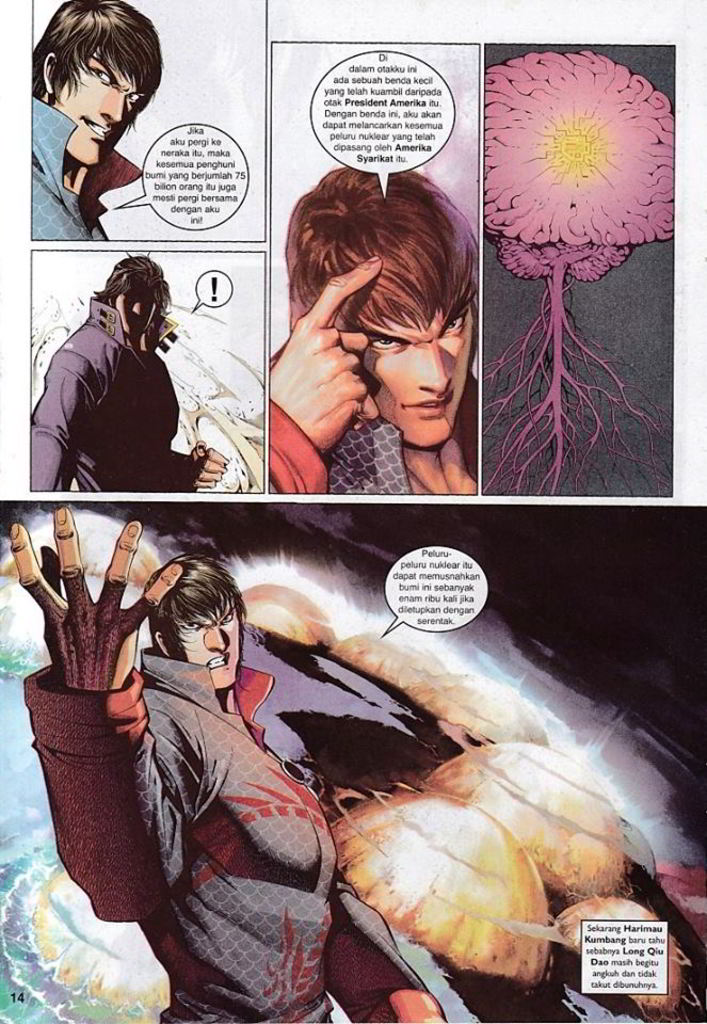 Jika
aku pergi ke
neraka itu, maka
kesemua penghuni
bumi yang berjumlah 75
bilion orang itu juga
mesti pergi bersama
dengan aku
ini!
!
Di
dalam otakku ini
ada sebuah benda kecil
yang telah kuambil daripada
otak President Amerika itu.
Dengan benda ini, aku akan
dapat melancarkan kesemua
peluru nuklear yang telah
dipasang oleh Amerika
Syarikat itu.
Peluru-
peluru nuklear itu
dapat memusnahkan
bumi ini sebanyak
enam ribu kali jika
diletupkan dengan
serentak.
Sekarang Harimau
Kumbang baru tahu
sebabnya Long Qiu
Dao masih begitu
angkuh dan tidak
takut dibunuhnya.
14